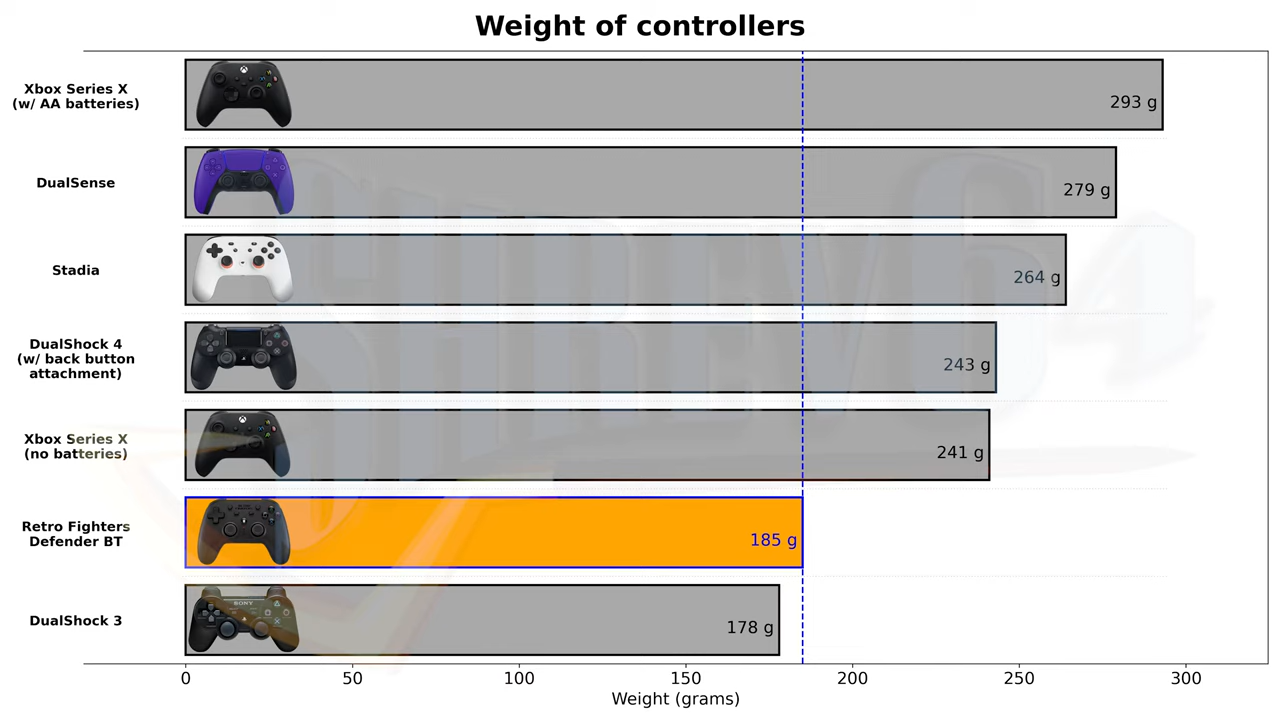 Weight of controllers
Xbox Series X
(w/ AA batteries)
293 g
DualSense
279 g
Stadia
264 g
DualShock 4
(w/ back button
attachment)
243 g
Xbox Series X
(no batteries)
241 g
Retro Fighters
Defender BT
185 g
DualShock 3
SONY
178 g
0 50 100 150 200 250 300
Weight (grams)
SHREV64